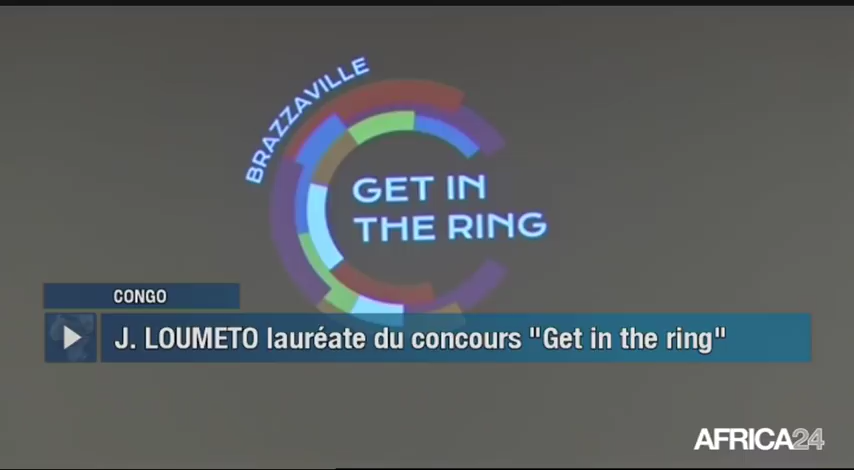 BRAZZAVILLE
GET IN
THE RING
CONGO
J. LOUMETO lauréate du concours "Get in the ring"
AFRICA24